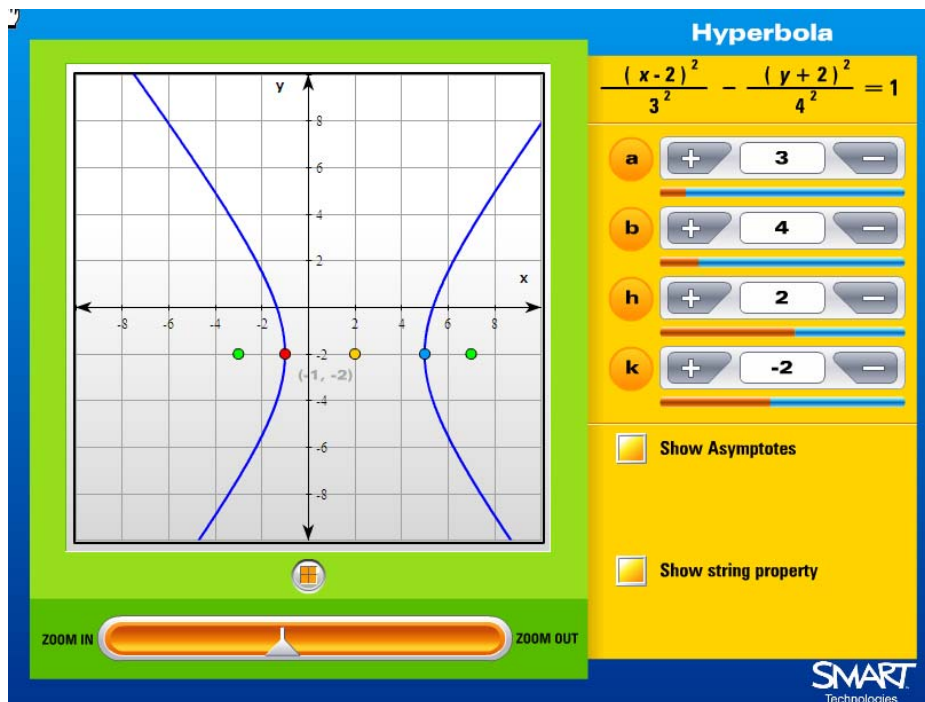 Hyperbola
( x - 2 )² / 3² − ( y + 2 )² / 4² = 1
y
8
6
4
2
x
-8 -6 -4 -2 2 4 6 8
-2
(-1, -2)
-4
-6
-8
a + 3 −
b + 4 −
h + 2 −
k + -2 −
Show Asymptotes
Show string property
ZOOM IN
ZOOM OUT
SMART
Technologies